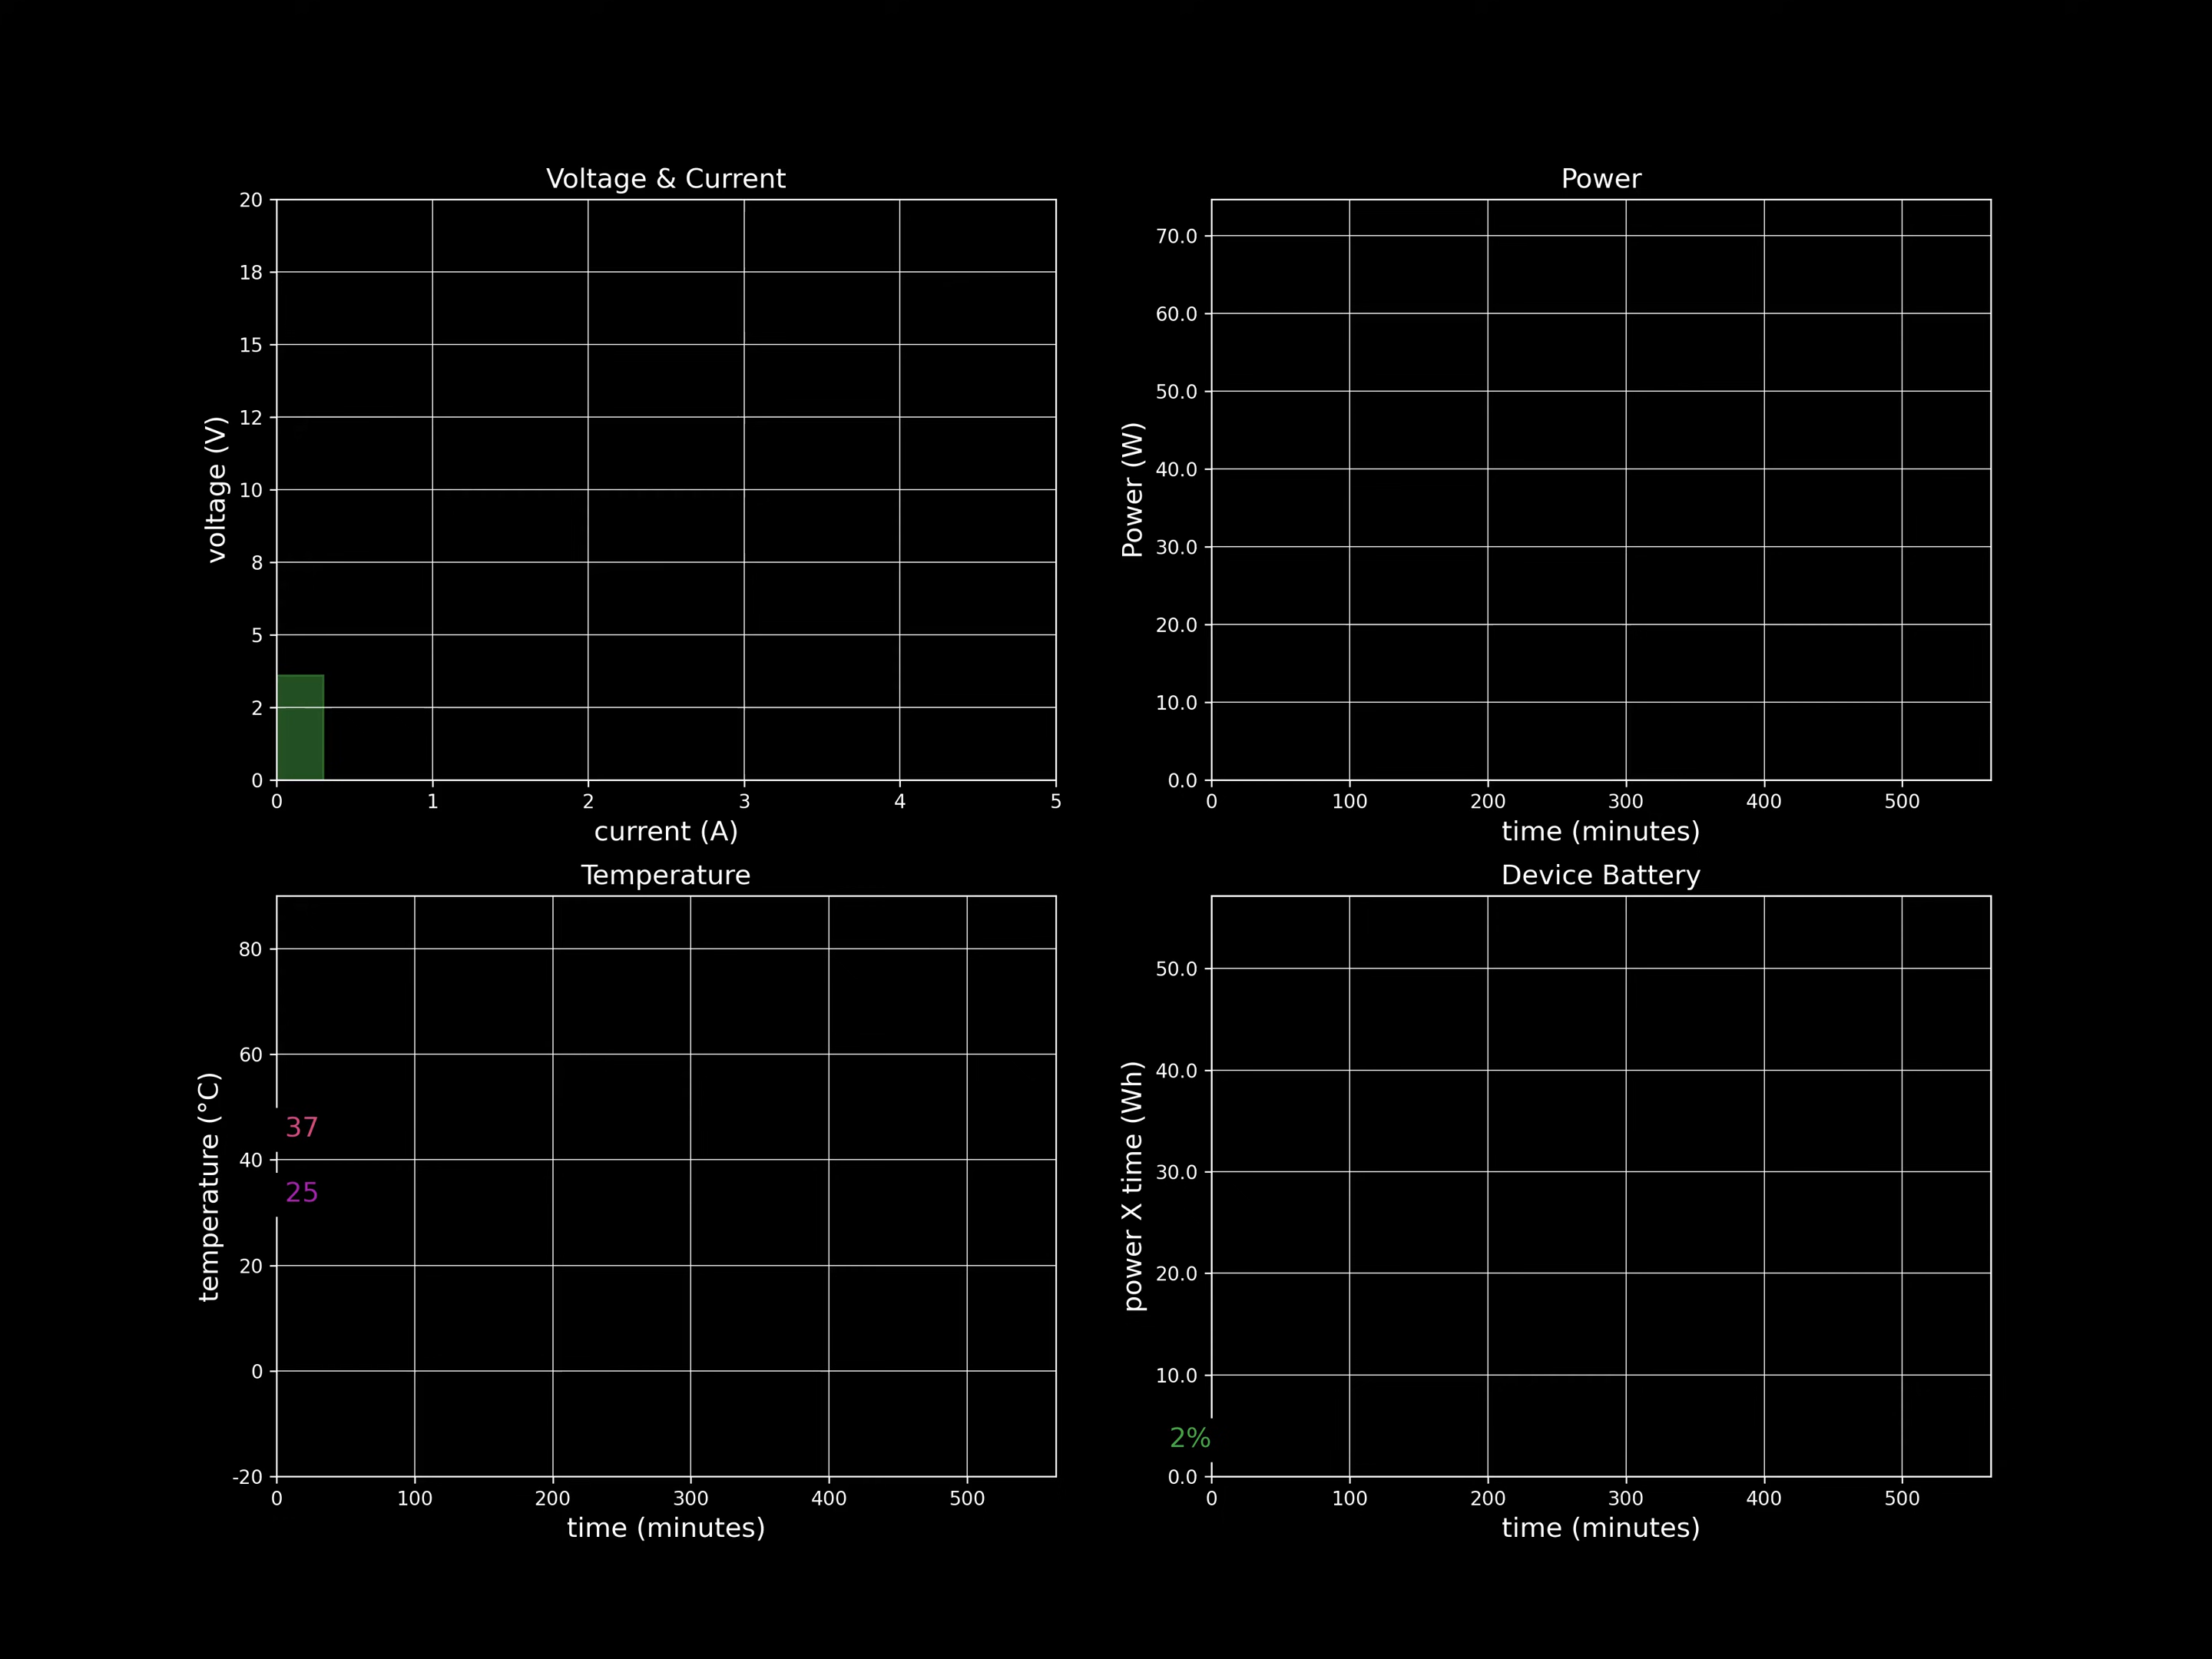 Voltage & Current
20
18
15
12
10
8
5
2
0
voltage (V)
0 1 2 3 4 5
current (A)
Power
70.0
60.0
50.0
40.0
30.0
20.0
10.0
0.0
Power (W)
0 100 200 300 400 500
time (minutes)
Temperature
80
60
40
20
0
-20
temperature (°C)
37
25
0 100 200 300 400 500
time (minutes)
Device Battery
50.0
40.0
30.0
20.0
10.0
0.0
power X time (Wh)
2%
0 100 200 300 400 500
time (minutes)